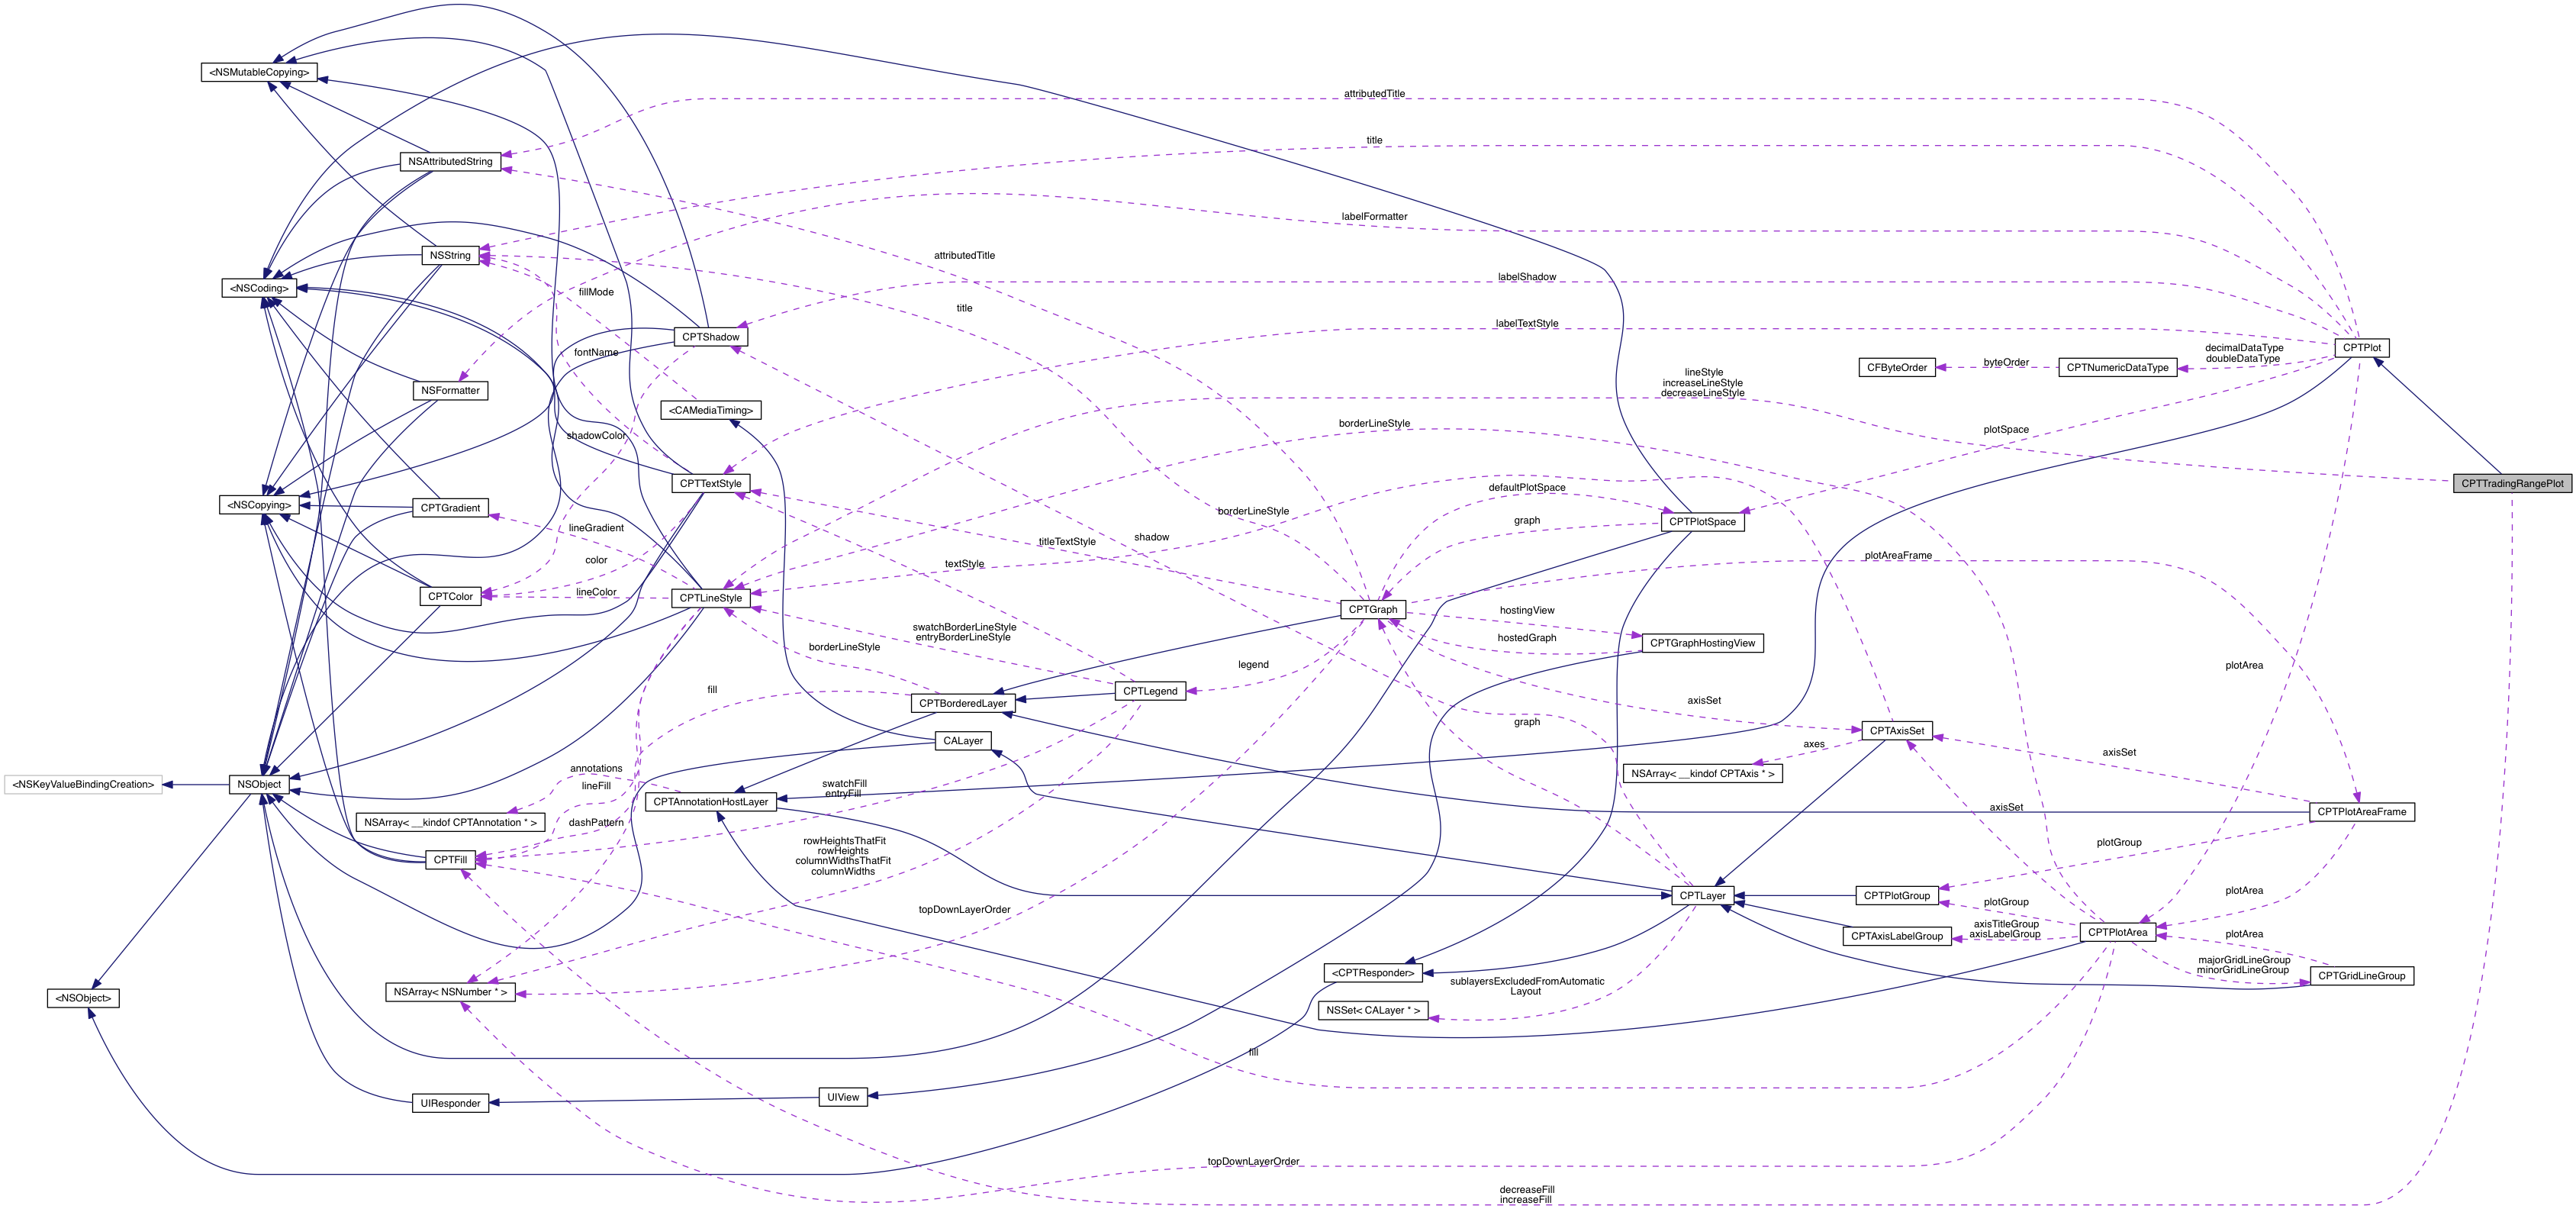 <NSMutableCopying>
attributedTitle
title
NSAttributedString
labelFormatter
NSString
attributedTitle
<NSCoding>
fillMode
labelShadow
title
labelTextStyle
CPTShadow
fontName
CPTPlot
decimalDataType
doubleDataType
byteOrder
CFByteOrder
CPTNumericDataType
lineStyle
increaseLineStyle
decreaseLineStyle
NSFormatter
<CAMediaTiming>
shadowColor
borderLineStyle
plotSpace
CPTTextStyle
CPTTradingRangePlot
defaultPlotSpace
<NSCopying>
CPTGradient
borderLineStyle
graph
CPTPlotSpace
lineGradient
shadow
titleTextStyle
plotAreaFrame
color
textStyle
lineColor
CPTColor
CPTLineStyle
CPTGraph
hostingView
swatchBorderLineStyle
entryBorderLineStyle
hostedGraph
CPTGraphHostingView
borderLineStyle
legend
plotArea
fill
CPTLegend
CPTBorderedLayer
axisSet
graph
CPTAxisSet
CALayer
axes
axisSet
annotations
NSArray< __kindof CPTAxis * >
<NSKeyValueBindingCreation>
NSObject
lineFill
swatchFill
entryFill
CPTAnnotationHostLayer
axisSet
CPTPlotAreaFrame
NSArray< __kindof CPTAnnotation * >
dashPattern
rowHeightsThatFit
rowHeights
columnWidthsThatFit
columnWidths
plotGroup
CPTFill
plotArea
CPTLayer
CPTPlotGroup
plotGroup
topDownLayerOrder
axisTitleGroup
axisLabelGroup
CPTAxisLabelGroup
CPTPlotArea
plotArea
majorGridLineGroup
minorGridLineGroup
<CPTResponder>
CPTGridLineGroup
sublayersExcludedFromAutomatic
Layout
NSArray< NSNumber * >
<NSObject>
NSSet< CALayer * >
fill
UIResponder
UIView
topDownLayerOrder
decreaseFill
increaseFill